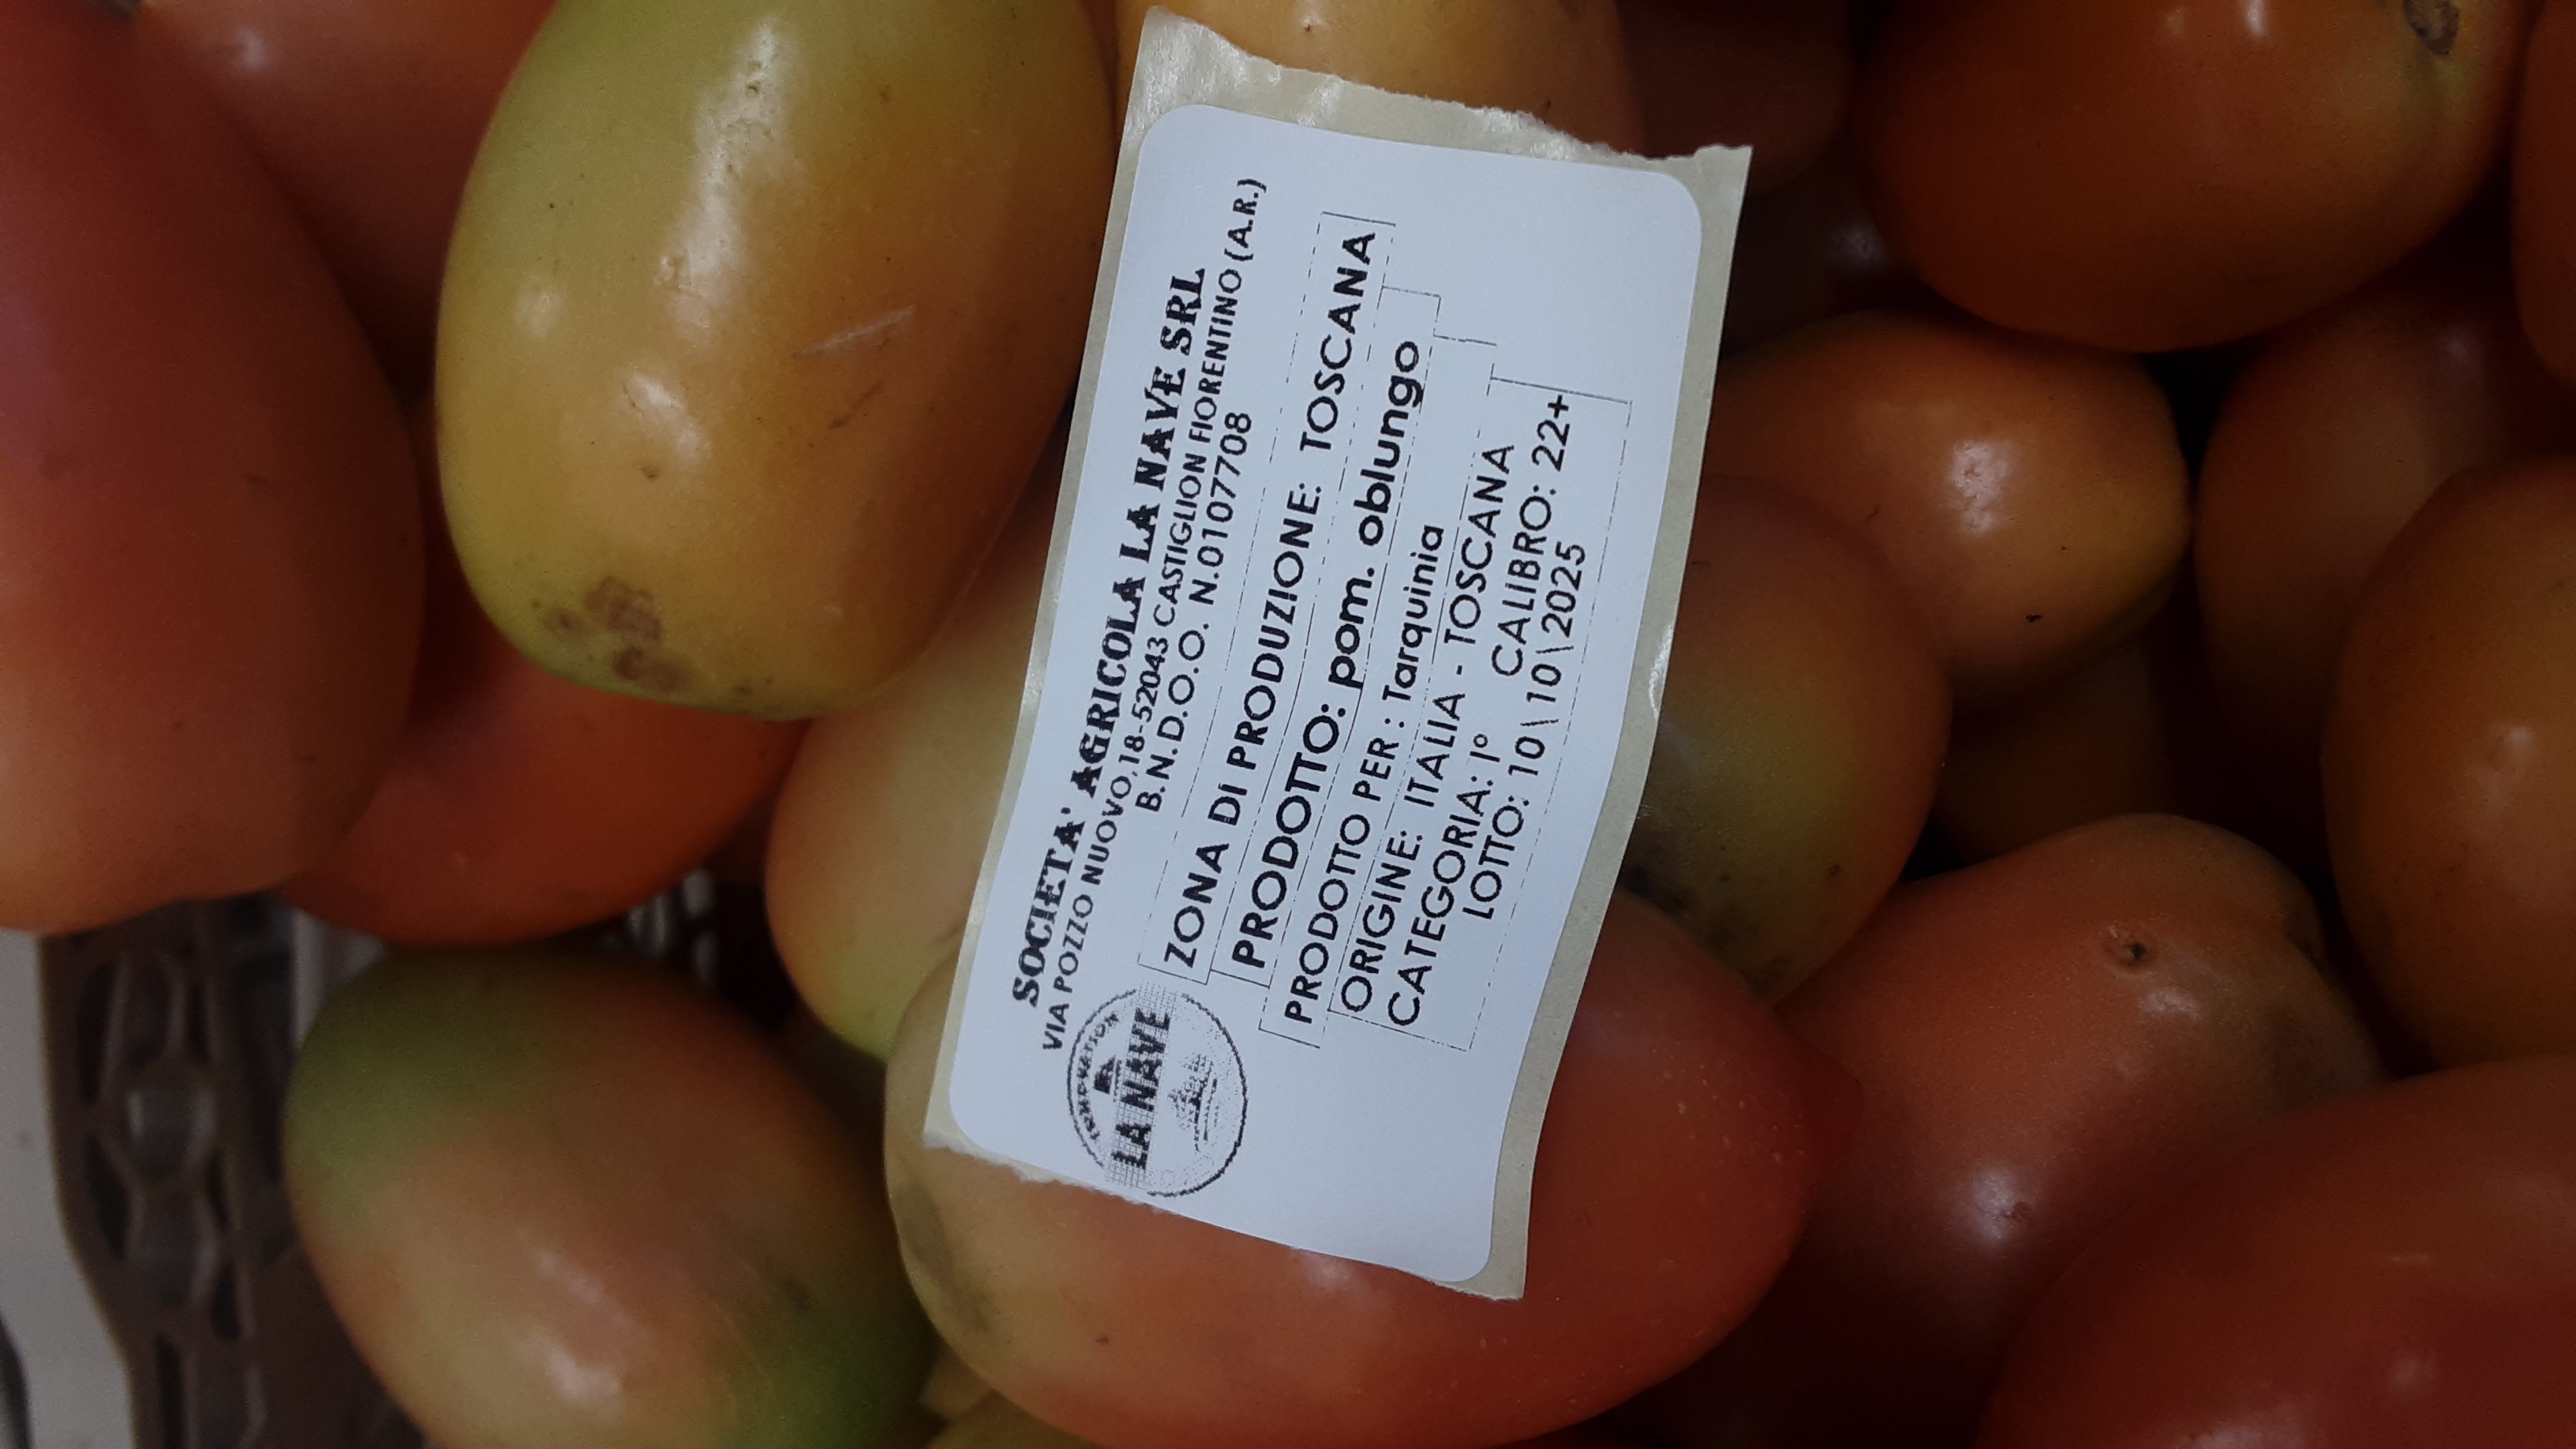 SOCIETA' AGRICOLA LA NAVE SRL
VIA POZZO NUOVO,18-52043 CASTIGLION FIORENTINO (A.R.)
B.N.D.O.O. N.0107708
ZONA DI PRODUZIONE: TOSCANA
PRODOTTO: pom. oblungo
PRODOTTO PER : Tarquinia
ORIGINE: ITALIA - TOSCANA
CATEGORIA: I° CALIBRO: 22+
LOTTO: 10\10\2025
LA NAVE